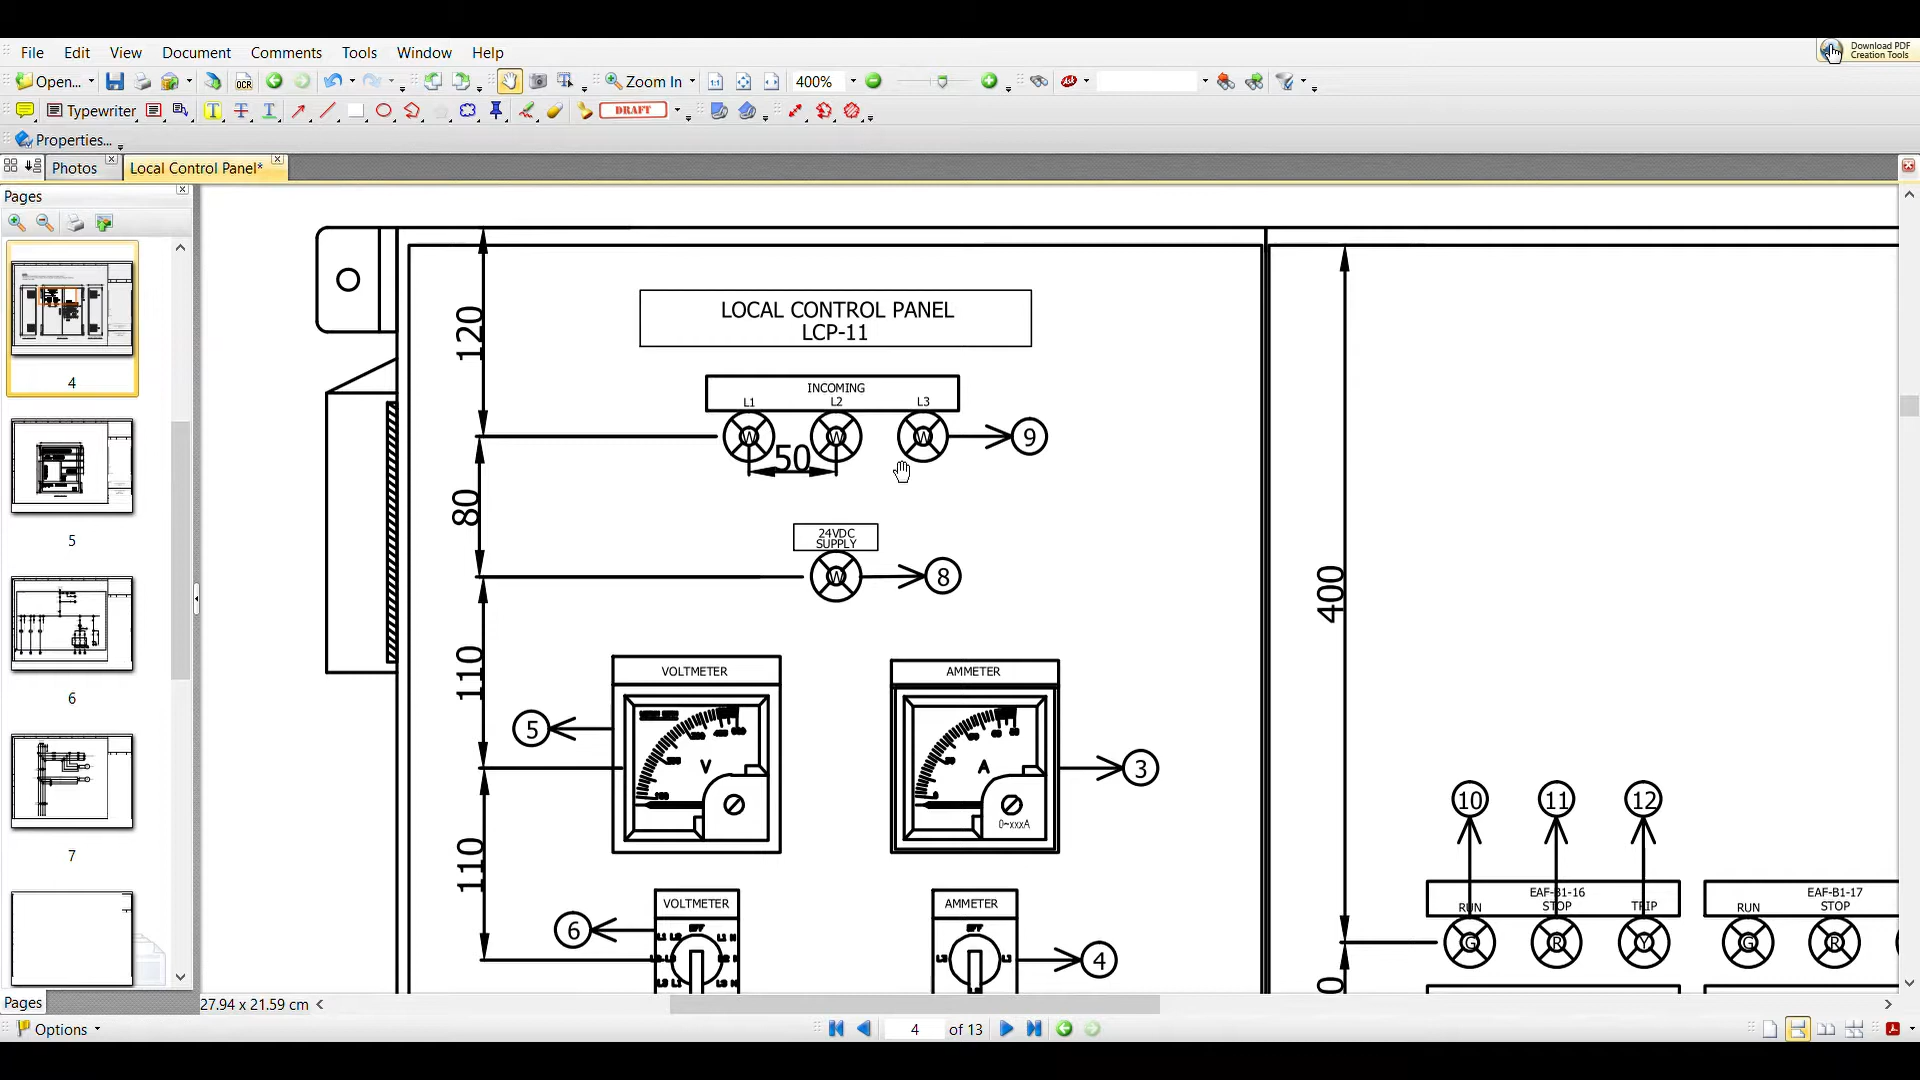 File Edit View Document Comments Tools Window Help
Download PDF
Creation Tools
Open... OCR Zoom In 400% ask
Typewriter T T T DRAFT
Properties...
Photos Local Control Panel*
Pages
4
5
6
7
LOCAL CONTROL PANEL
LCP-11
INCOMING
L1 L2 L3
W W W 9
50
120
80
24VDC
SUPPLY
W 8
110
400
VOLTMETER AMMETER
5 V A 3
0~xxxA
110
10 11 12
VOLTMETER AMMETER
EAF-B1-16 EAF-B1-17
RUN STOP TRIP RUN STOP
6 OFF 4
G R Y G R
0
Pages 27.94 x 21.59 cm
Options 4 of 13